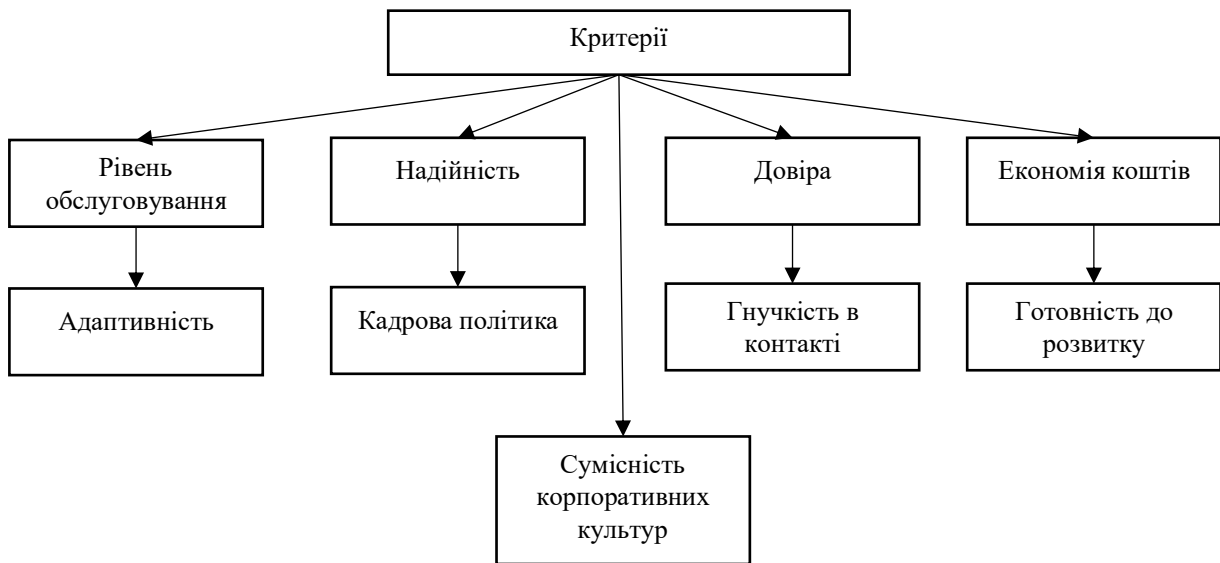 Критерії
Рівень
обслуговування
Надійність
Довіра
Економія коштів
Адаптивність
Кадрова політика
Гнучкість в
контакті
Готовність до
розвитку
Сумісність
корпоративних
культур